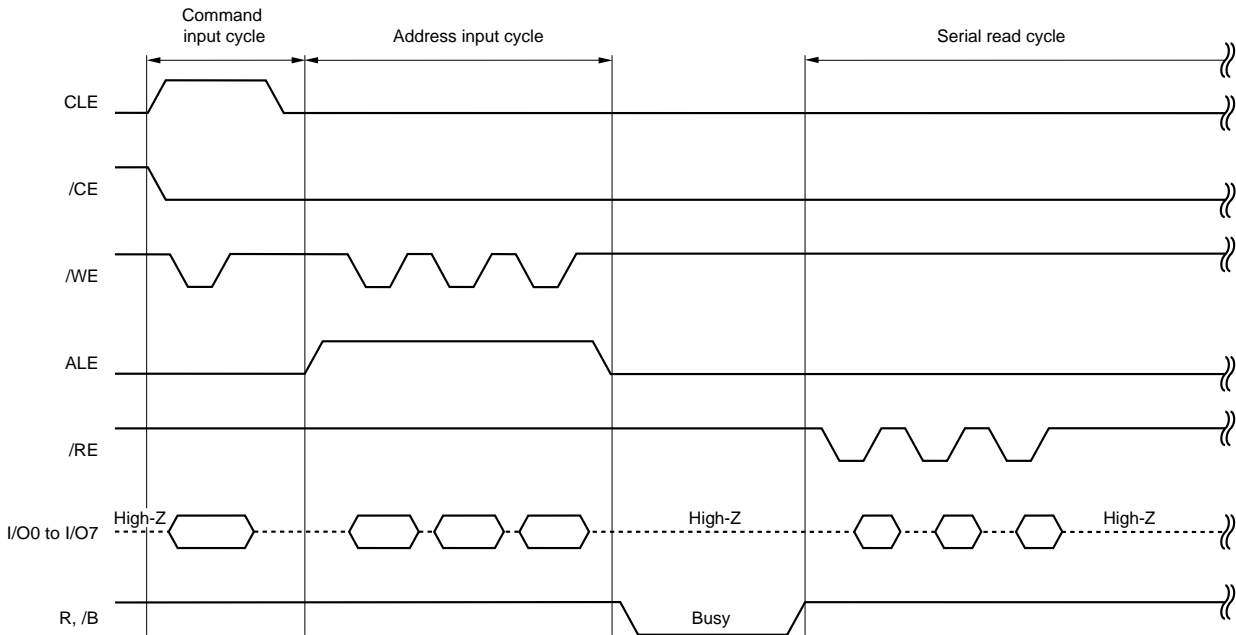 Command
input cycle
Address input cycle
Serial read cycle
CLE
/CE
/WE
ALE
/RE
I/O0 to I/O7
High-Z
High-Z
High-Z
R, /B
Busy